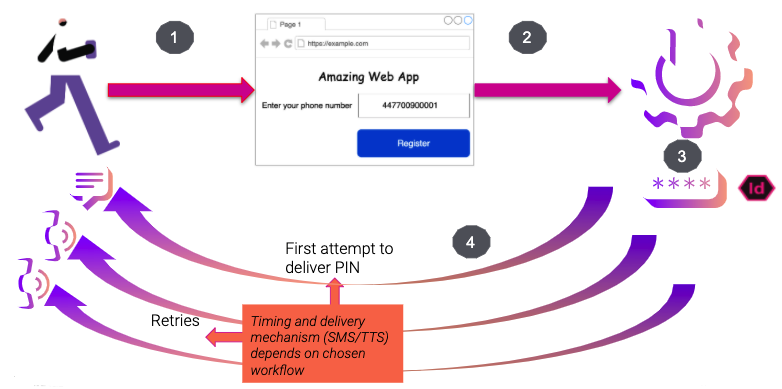 1
Page 1
https://example.com
Amazing Web App
Enter your phone number
447700900001
Register
2
3
****
Id
4
First attempt to
deliver PIN
Retries
Timing and delivery
mechanism (SMS/TTS)
depends on chosen
workflow